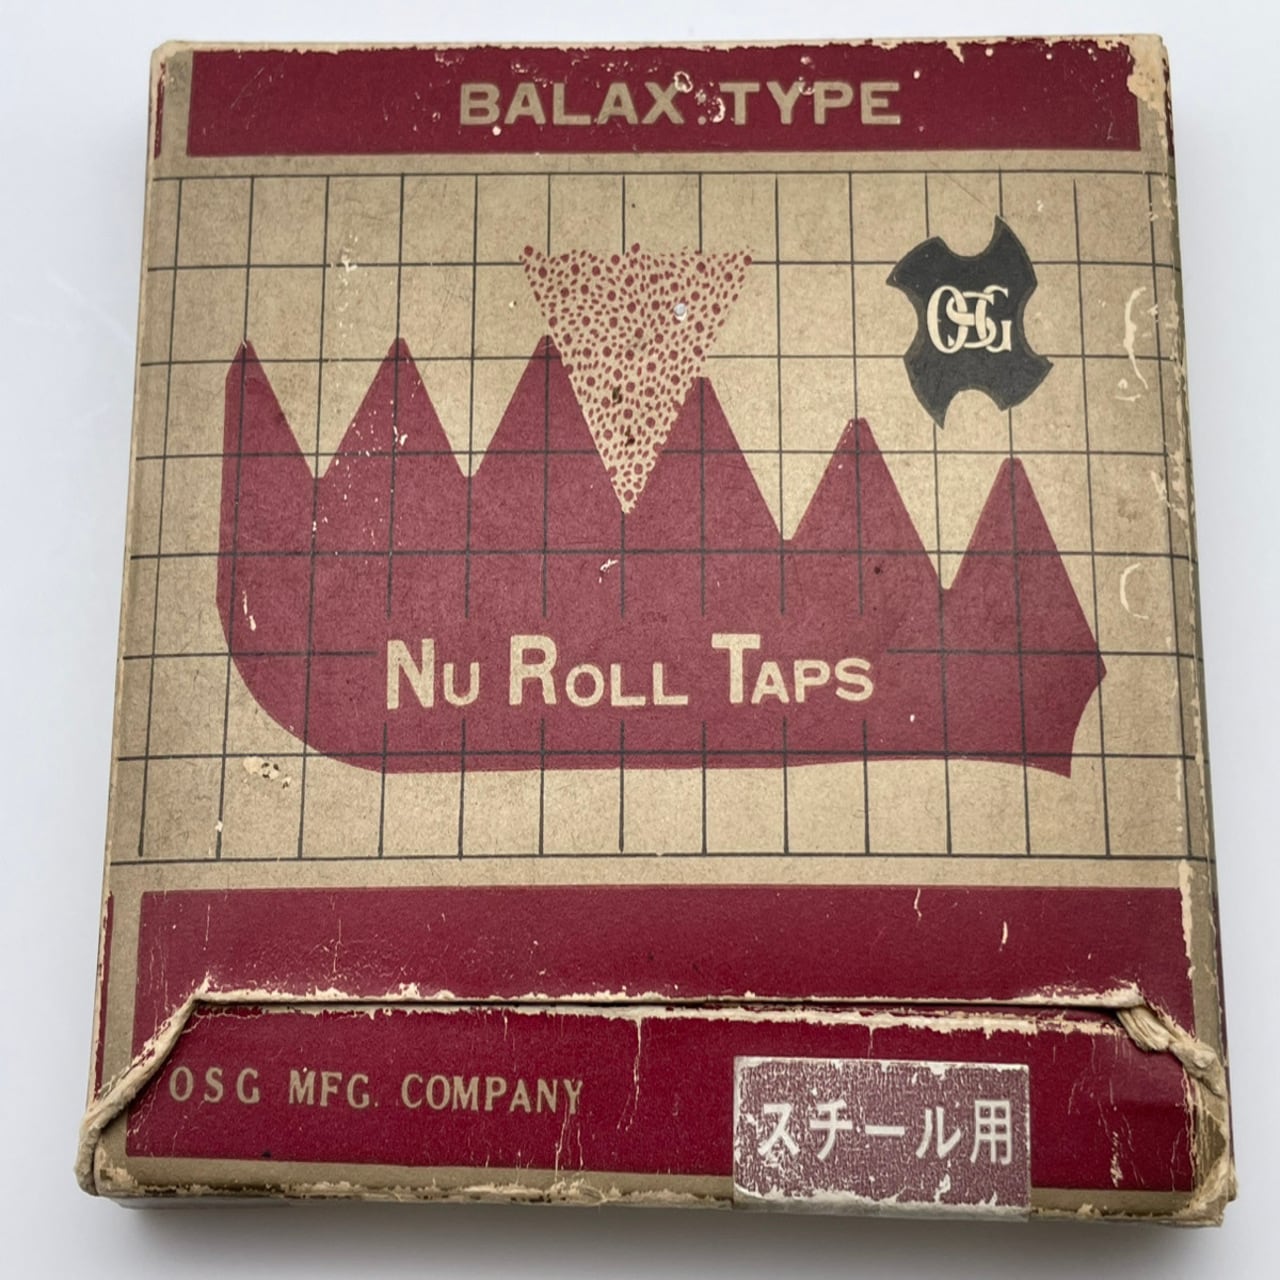 BALAX TYPE
OSG
NU ROLL TAPS
OSG MFG. COMPANY
スチール用